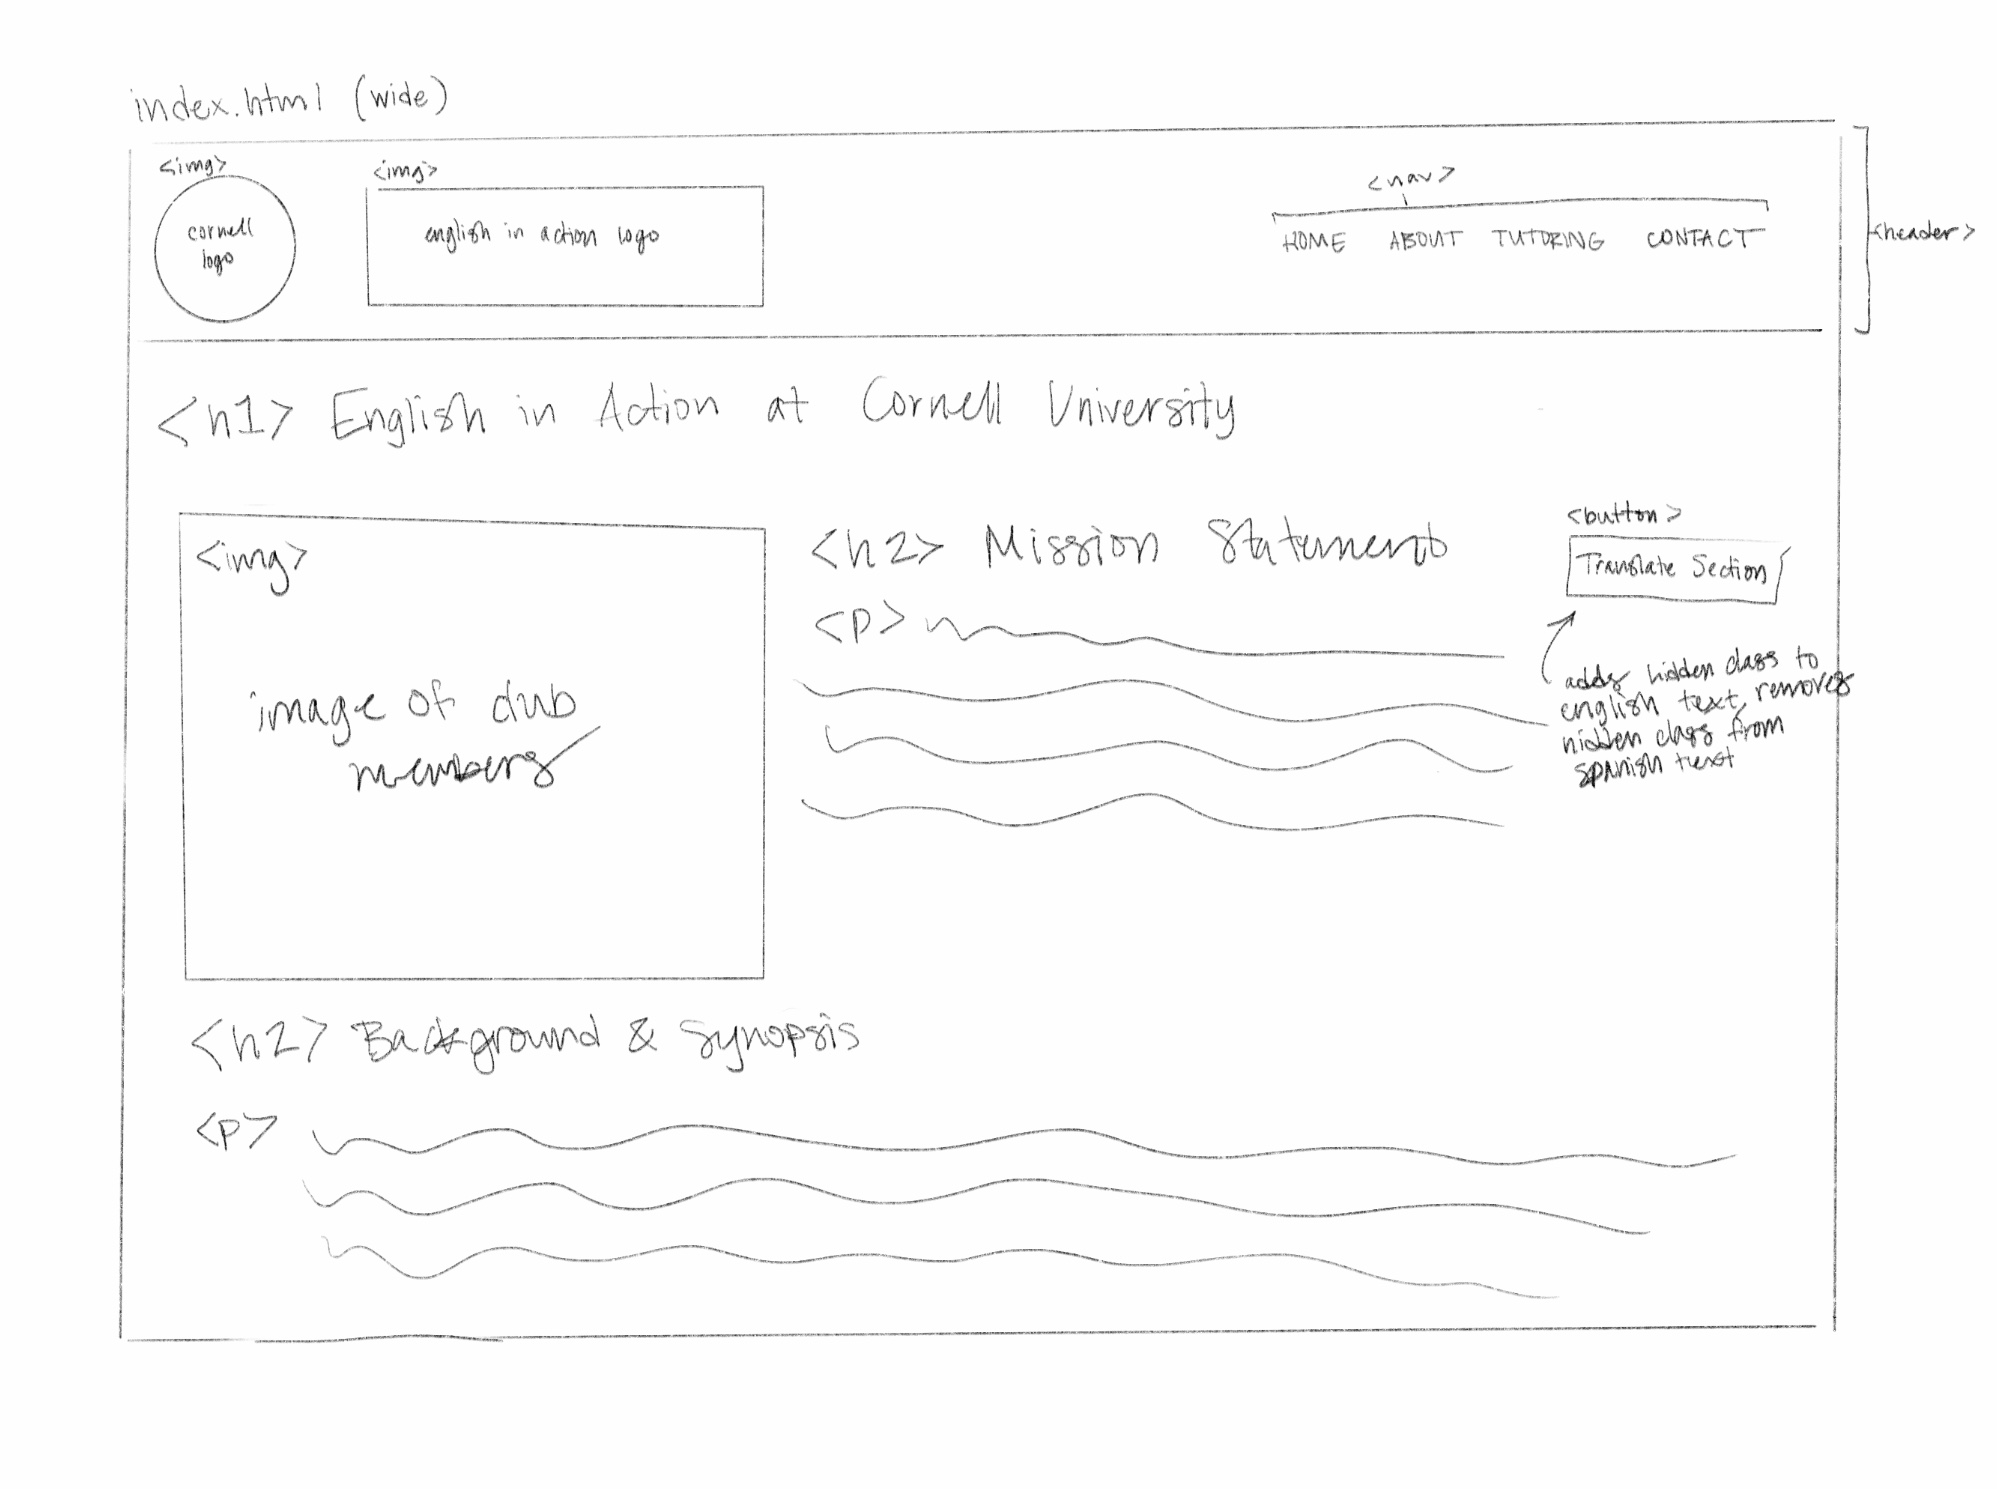 index.html (wide)
<img>
cornell
logo
<img>
english in action logo
<nav>
HOME ABOUT TUTORING CONTACT
<header>
<h1> English in Action at Cornell University
<img>
image of club
members
<h2> Mission Statement
<p>
<button>
Translate Section
adds hidden class to
english text, removes
hidden class from
spanish text
<h2> Background & Synopsis
<p>